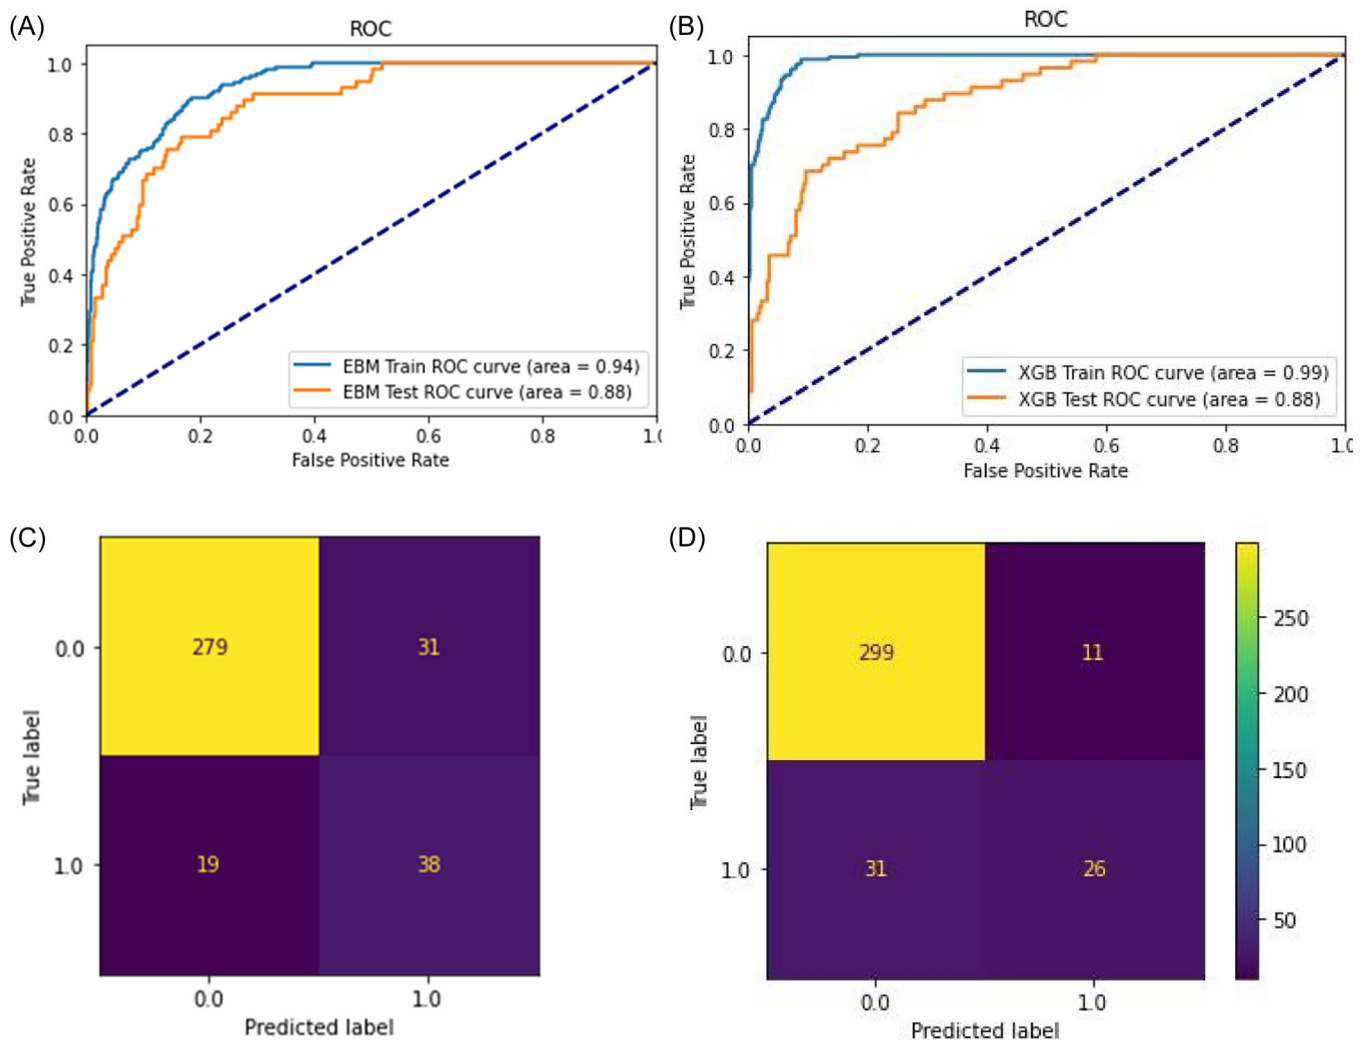 (A)
ROC
1.0
0.8
0.6
0.4
0.2
0.0
True Positive Rate
EBM Train ROC curve (area = 0.94)
EBM Test ROC curve (area = 0.88)
0.0 0.2 0.4 0.6 0.8 1.0
False Positive Rate
(B)
ROC
1.0
0.8
0.6
0.4
0.2
0.0
True Positive Rate
XGB Train ROC curve (area = 0.99)
XGB Test ROC curve (area = 0.88)
0.0 0.2 0.4 0.6 0.8 1.0
False Positive Rate
(C)
0.0 279 31
True label
1.0 19 38
0.0 1.0
Predicted label
(D)
0.0 299 11
True label
1.0 31 26
0.0 1.0
Predicted label
250
200
150
100
50